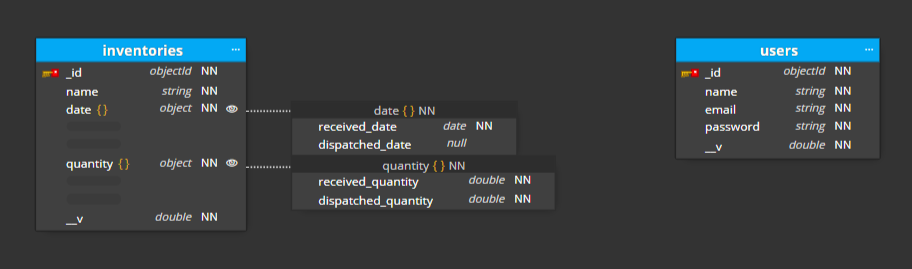 inventories ...
_id objectId NN
name string NN
date { } object NN
quantity { } object NN
__v double NN
date { } NN
received_date date NN
dispatched_date null
quantity { } NN
received_quantity double NN
dispatched_quantity double NN
users ...
_id objectId NN
name string NN
email string NN
password string NN
__v double NN